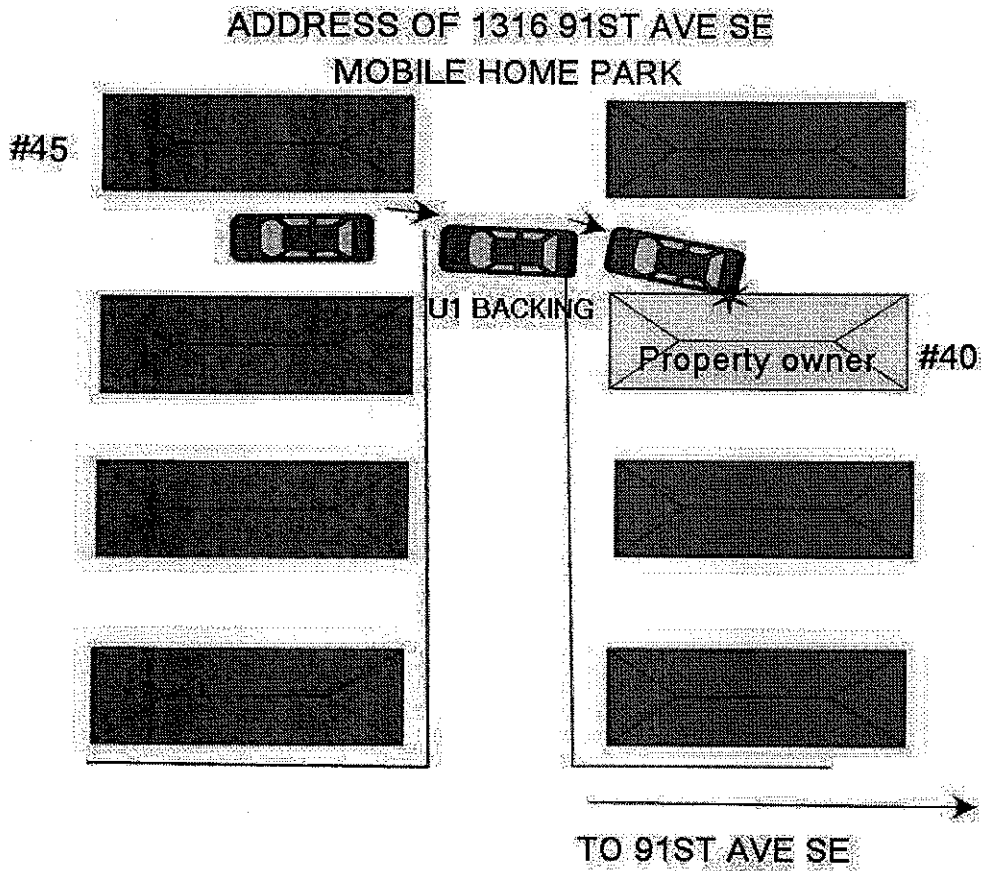 ADDRESS OF 1316 91ST AVE SE
MOBILE HOME PARK
#45
U1 BACKING
Property owner
#40
TO 91ST AVE SE